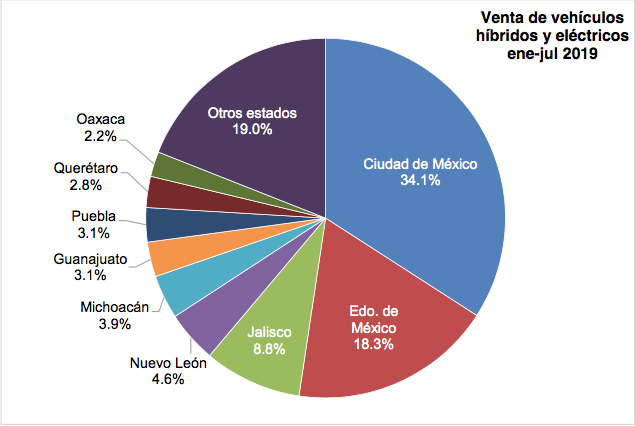 Venta de vehículos
híbridos y eléctricos
ene-jul 2019
Ciudad de México
34.1%
Edo. de
México
18.3%
Jalisco
8.8%
Nuevo León
4.6%
Michoacán
3.9%
Guanajuato
3.1%
Puebla
3.1%
Querétaro
2.8%
Oaxaca
2.2%
Otros estados
19.0%